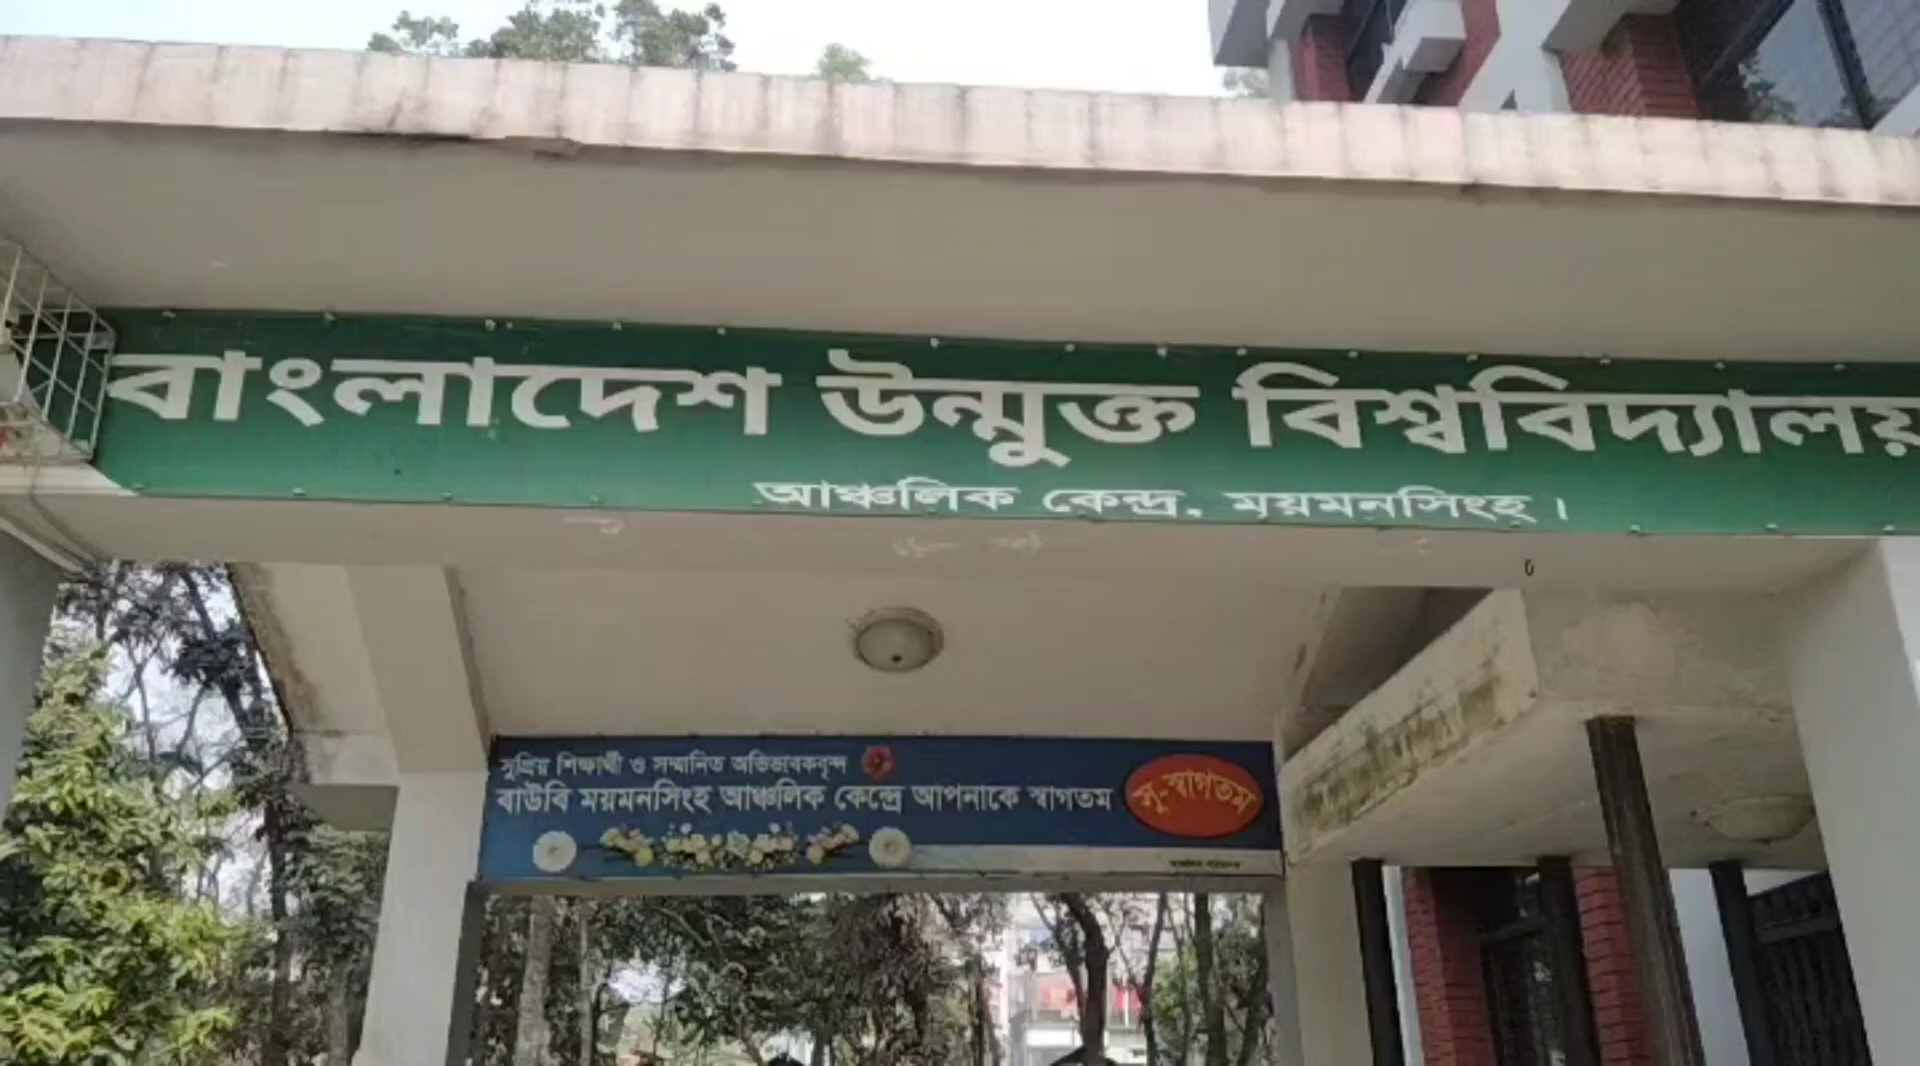 বাংলাদেশ উন্মুক্ত বিশ্ববিদ্যালয়
আঞ্চলিক কেন্দ্র, ময়মনসিংহ।
সুপ্রিয় শিক্ষার্থী ও সম্মানিত অভিভাবকবৃন্দ
বাউবি ময়মনসিংহ আঞ্চলিক কেন্দ্রে আপনাকে স্বাগতম
সু-স্বাগতম